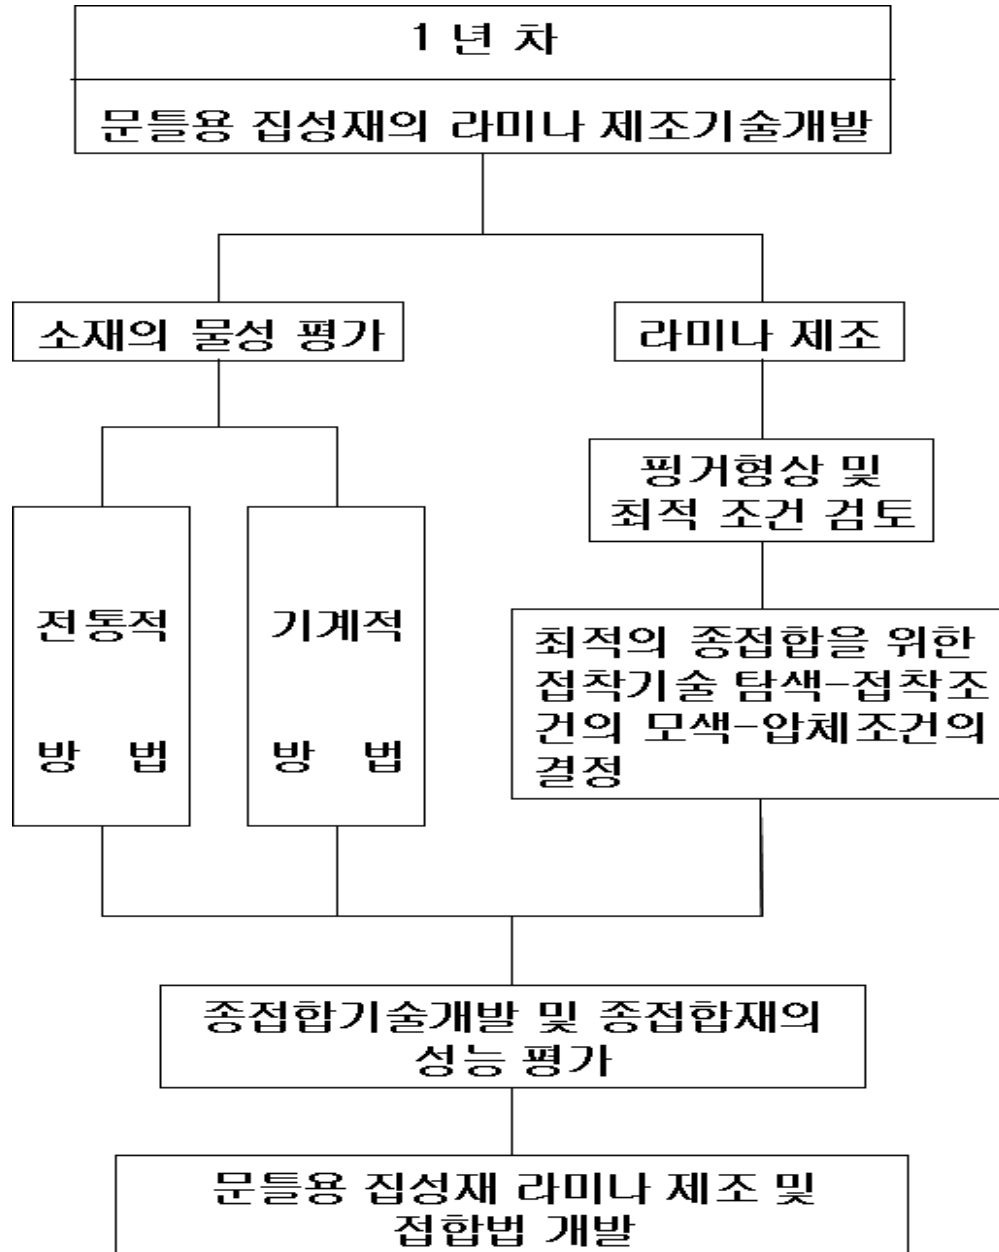 1 년 차
문틀용 집성재의 라미나 제조기술개발
소재의 물성 평가
라미나 제조
핑거형상 및
최적 조건 검토
전통적
방 법
기계적
방 법
최적의 종접합을 위한
접착기술 탐색-접착조
건의 모색-압체조건의
결정
종접합기술개발 및 종접합재의
성능 평가
문틀용 집성재 라미나 제조 및
접합법 개발